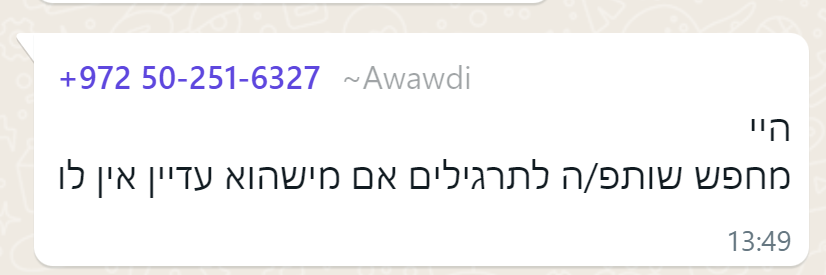 +972 50-251-6327 ~Awawdi
היי
מחפש שותפ/ה לתרגילים אם מישהוא עדיין אין לו
13:49